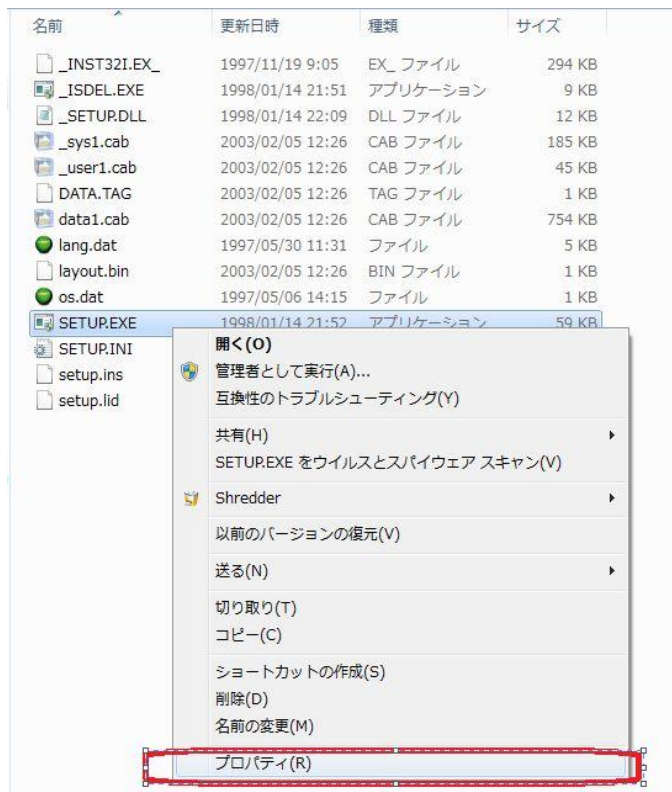 名前 更新日時 種類 サイズ
_INST32I.EX_ 1997/11/19 9:05 EX_ ファイル 294 KB
_ISDEL.EXE 1998/01/14 21:51 アプリケーション 9 KB
_SETUP.DLL 1998/01/14 22:09 DLL ファイル 12 KB
_sys1.cab 2003/02/05 12:26 CAB ファイル 185 KB
_user1.cab 2003/02/05 12:26 CAB ファイル 45 KB
DATA.TAG 2003/02/05 12:26 TAG ファイル 1 KB
data1.cab 2003/02/05 12:26 CAB ファイル 754 KB
lang.dat 1997/05/30 11:31 ファイル 5 KB
layout.bin 2003/02/05 12:26 BIN ファイル 1 KB
os.dat 1997/05/06 14:15 ファイル 1 KB
SETUP.EXE 1998/01/14 21:52 アプリケーション 59 KB
SETUP.INI
setup.ins
setup.lid
開く(O)
管理者として実行(A)...
互換性のトラブルシューティング(Y)
共有(H)
SETUP.EXE をウイルスとスパイウェア スキャン(V)
Shredder
以前のバージョンの復元(V)
送る(N)
切り取り(T)
コピー(C)
ショートカットの作成(S)
削除(D)
名前の変更(M)
プロパティ(R)